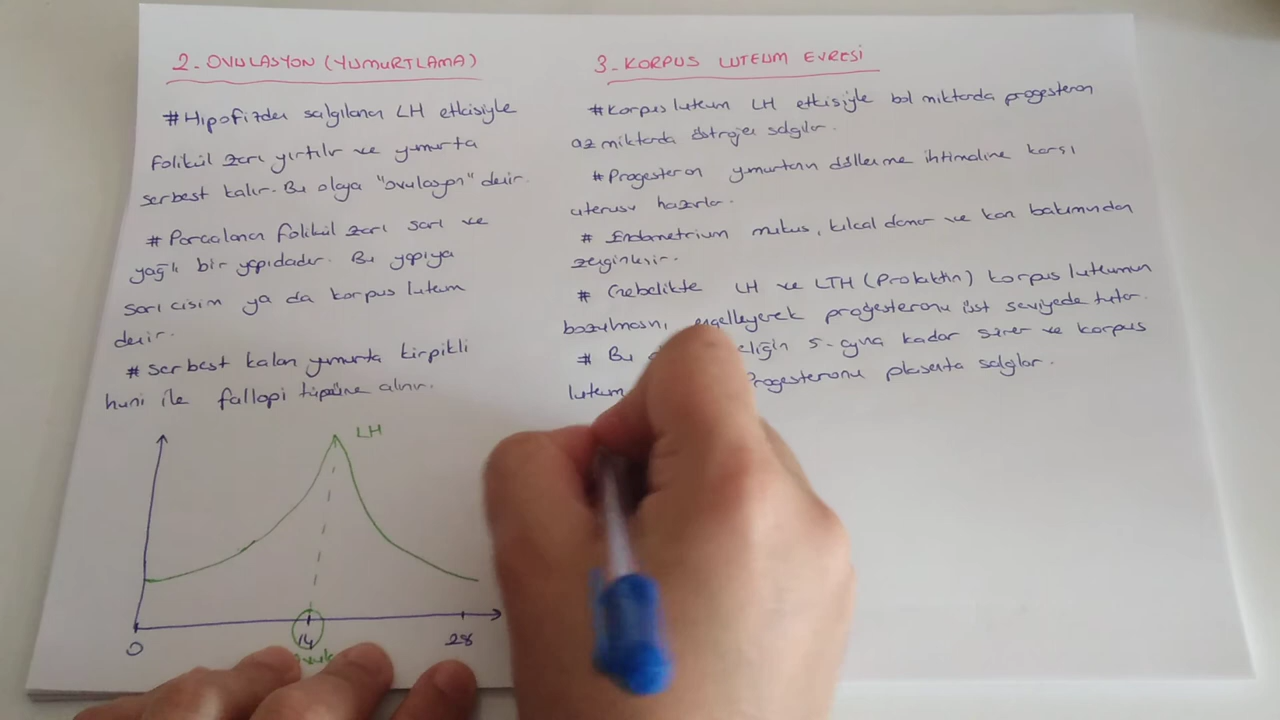 2. OVULASYON (YUMURTLAMA)
# Hipofizden salgılanan LH etkisiyle
folikül zarı yırtılır ve yumurta
serbest kalır. Bu olaya "ovulasyon" denir.
# Parçalanan folikül zarı sarı ve
yağlı bir yapıdadır. Bu yapıya
sarı cisim ya da korpus luteum
denir.
# Serbest kalan yumurta kirpikli
huni ile fallopi tüpüne alınır.
LH
0
14
28
3. KORPUS LUTEUM EVRESİ
# Korpus luteum LH etkisiyle bol miktarda progesteron
az miktarda östrojen salgılar.
# Progesteron yumurtanın döllenme ihtimaline karşı
uterusu hazırlar.
# Endometrium mukus, kılcal damar ve kan bakımından
zenginleşir.
# Gebelikte LH ve LTH (Prolaktin) korpus luteumun
bozulmasını engelleyerek progesteronu üst seviyede tutar.
# Bu 5. ayına kadar sürer ve korpus
luteum Progesteronu plasenta salgılar.